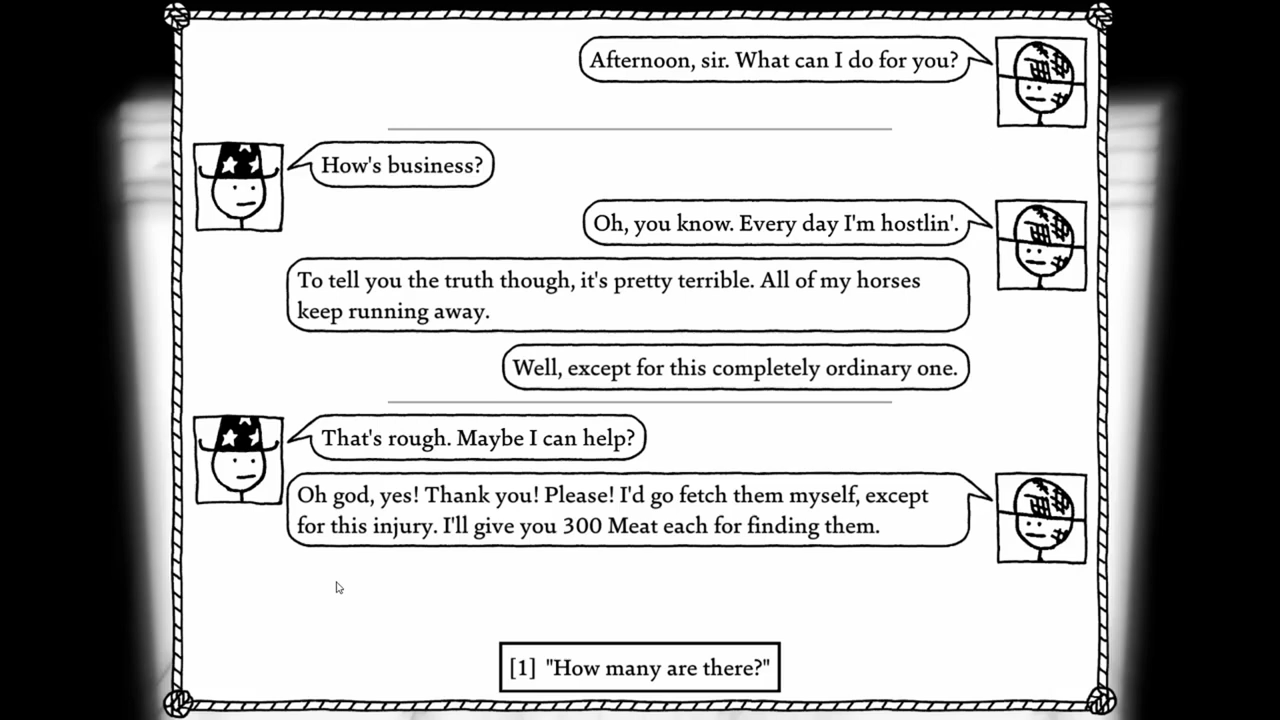 Afternoon, sir. What can I do for you?
How's business?
Oh, you know. Every day I'm hostlin'.
To tell you the truth though, it's pretty terrible. All of my horses
keep running away.
Well, except for this completely ordinary one.
That's rough. Maybe I can help?
Oh god, yes! Thank you! Please! I'd go fetch them myself, except
for this injury. I'll give you 300 Meat each for finding them.
[1] "How many are there?"